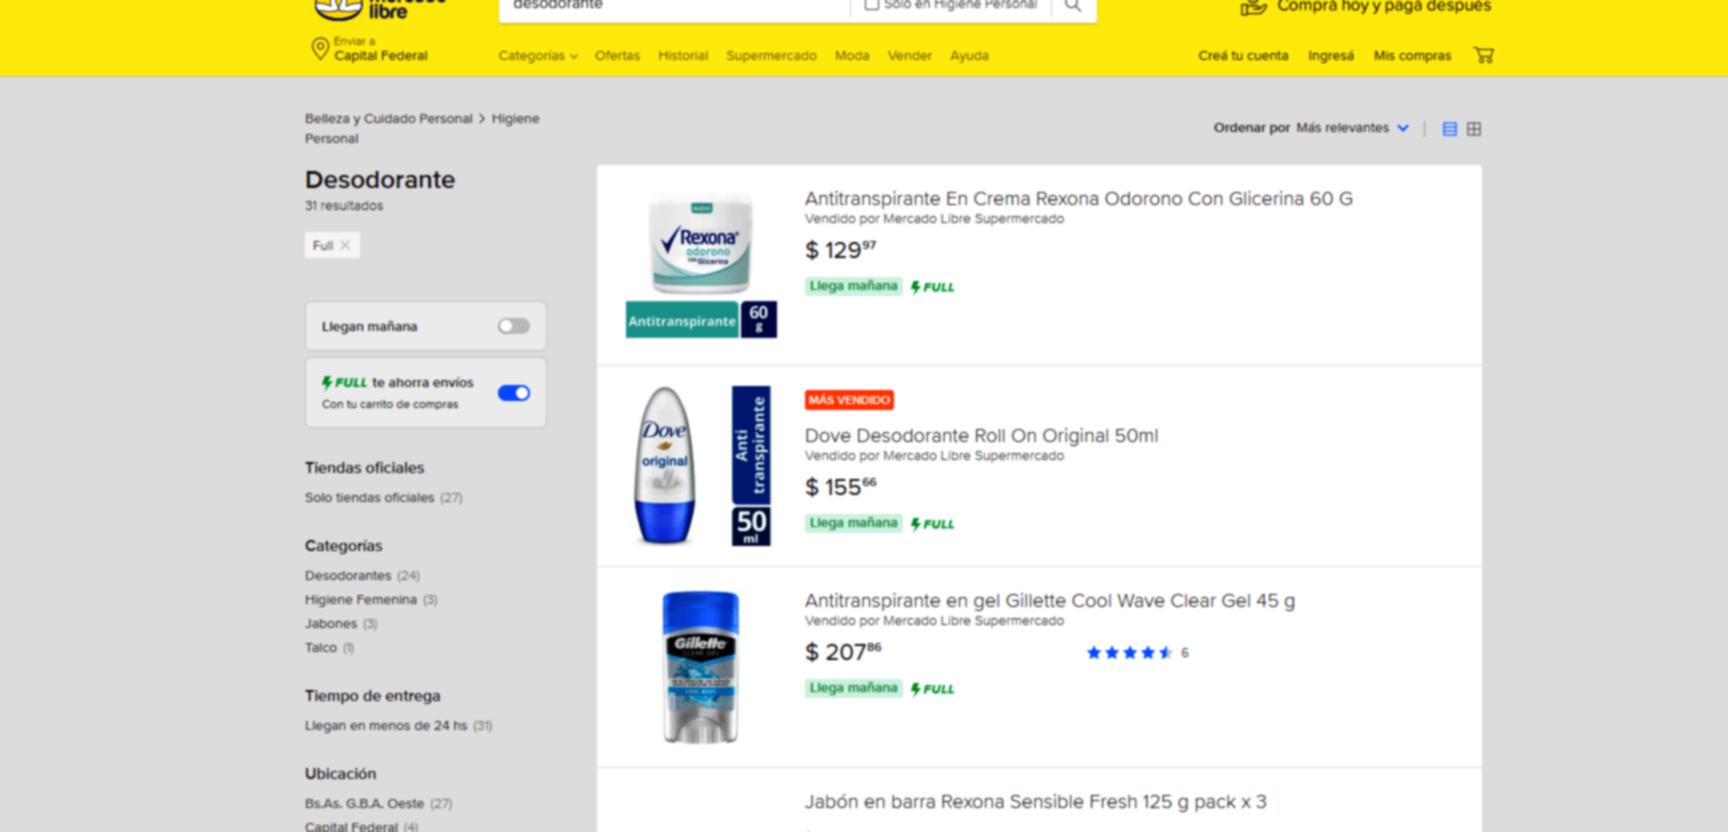 libre
desodorante
Solo en Higiene Personal
Comprá hoy y pagá después
Enviar a
Capital Federal
Categorías
Ofertas
Historial
Supermercado
Moda
Vender
Ayuda
Creá tu cuenta
Ingresá
Mis compras
Belleza y Cuidado Personal > Higiene
Personal
Ordenar por Más relevantes
Desodorante
31 resultados
Full ×
Llegan mañana
FULL te ahorra envíos
Con tu carrito de compras
Tiendas oficiales
Solo tiendas oficiales (27)
Categorías
Desodorantes (24)
Higiene Femenina (3)
Jabones (3)
Talco (1)
Tiempo de entrega
Llegan en menos de 24 hs (31)
Ubicación
Bs.As. G.B.A. Oeste (27)
Capital Federal (4)
Rexona
odorono
con Glicerina
Antitranspirante
60
g
Antitranspirante En Crema Rexona Odorono Con Glicerina 60 G
Vendido por Mercado Libre Supermercado
$ 129 97
Llega mañana FULL
Dove
original
Anti
transpirante
50
ml
MÁS VENDIDO
Dove Desodorante Roll On Original 50ml
Vendido por Mercado Libre Supermercado
$ 155 66
Llega mañana FULL
Gillette
CLEAR GEL
COOL WAVE
Antitranspirante en gel Gillette Cool Wave Clear Gel 45 g
Vendido por Mercado Libre Supermercado
$ 207 86
6
Llega mañana FULL
Jabón en barra Rexona Sensible Fresh 125 g pack x 3